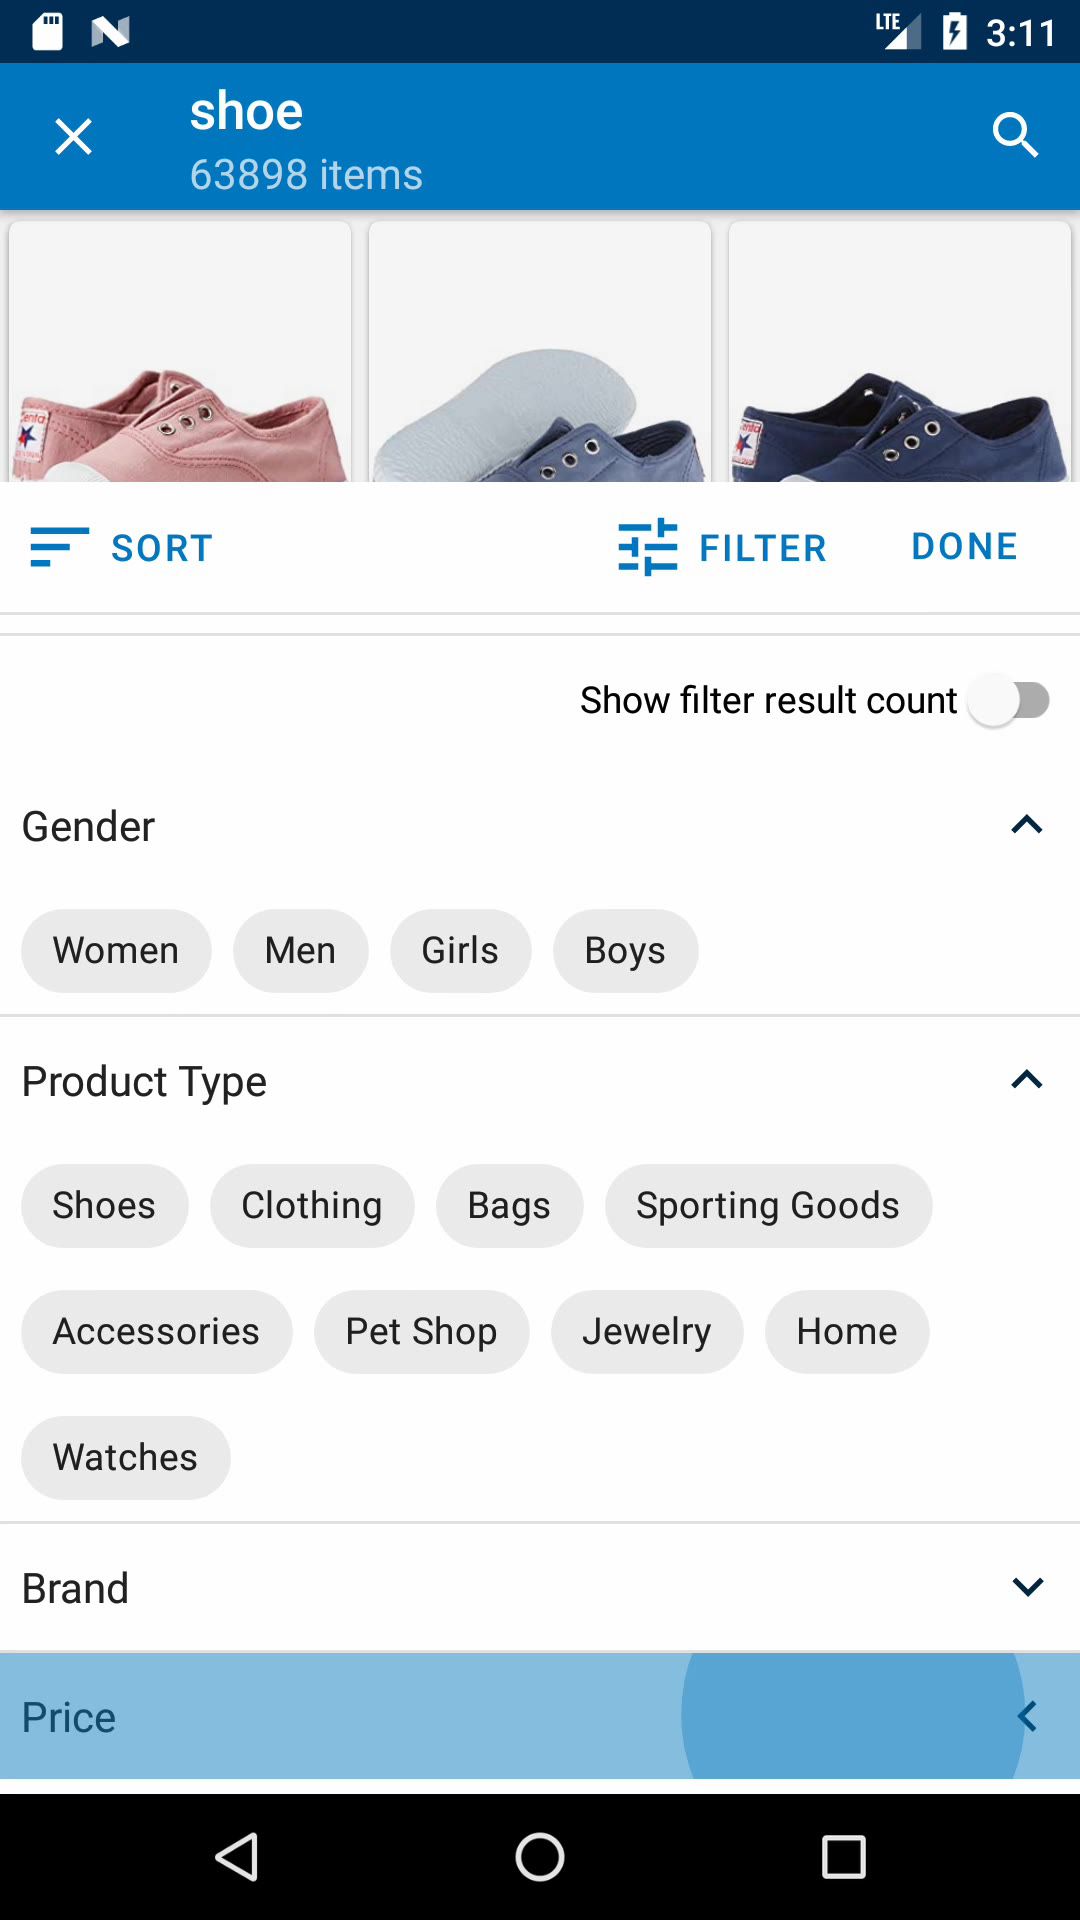 LTE 3:11
shoe
63898 items
SORT FILTER DONE
Show filter result count
Gender
Women Men Girls Boys
Product Type
Shoes Clothing Bags Sporting Goods
Accessories Pet Shop Jewelry Home
Watches
Brand
Price